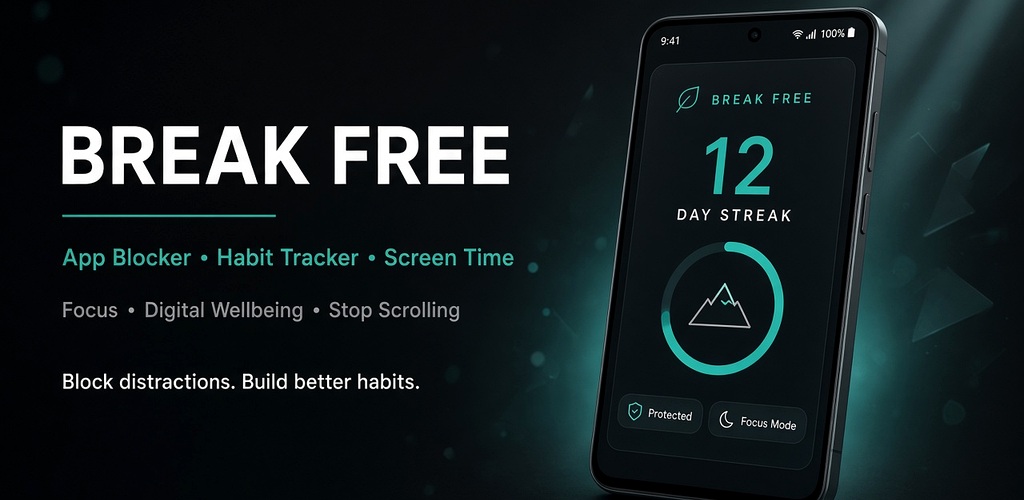 BREAK FREE
App Blocker • Habit Tracker • Screen Time
Focus • Digital Wellbeing • Stop Scrolling
Block distractions. Build better habits.
9:41
100%
BREAK FREE
12
DAY STREAK
Protected
Focus Mode